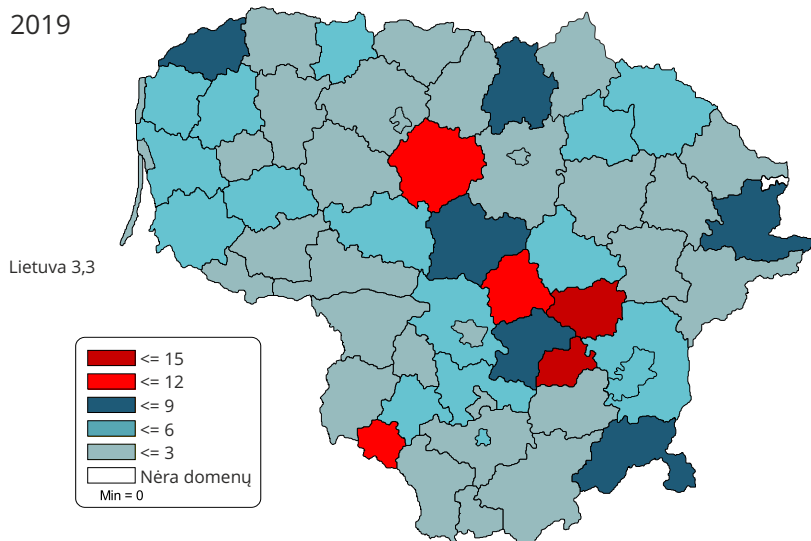 2019
Lietuva 3,3
<= 15
<= 12
<= 9
<= 6
<= 3
Nėra domenų
Min = 0